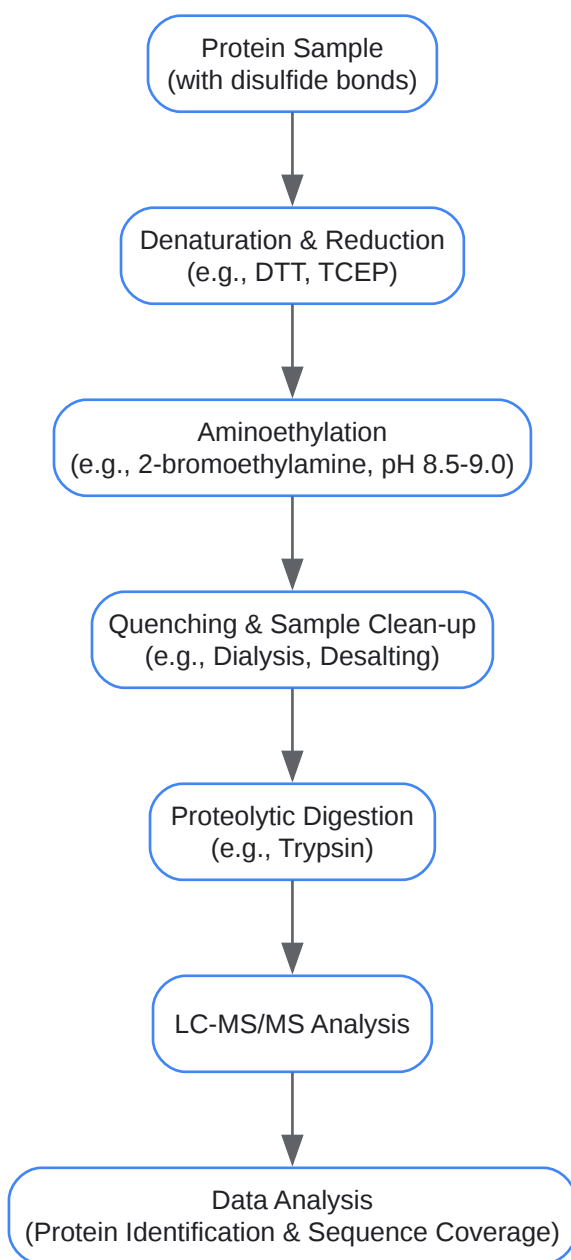 Protein Sample
(with disulfide bonds)
Denaturation & Reduction
(e.g., DTT, TCEP)
Aminoethylation
(e.g., 2-bromoethylamine, pH 8.5-9.0)
Quenching & Sample Clean-up
(e.g., Dialysis, Desalting)
Proteolytic Digestion
(e.g., Trypsin)
LC-MS/MS Analysis
Data Analysis
(Protein Identification & Sequence Coverage)